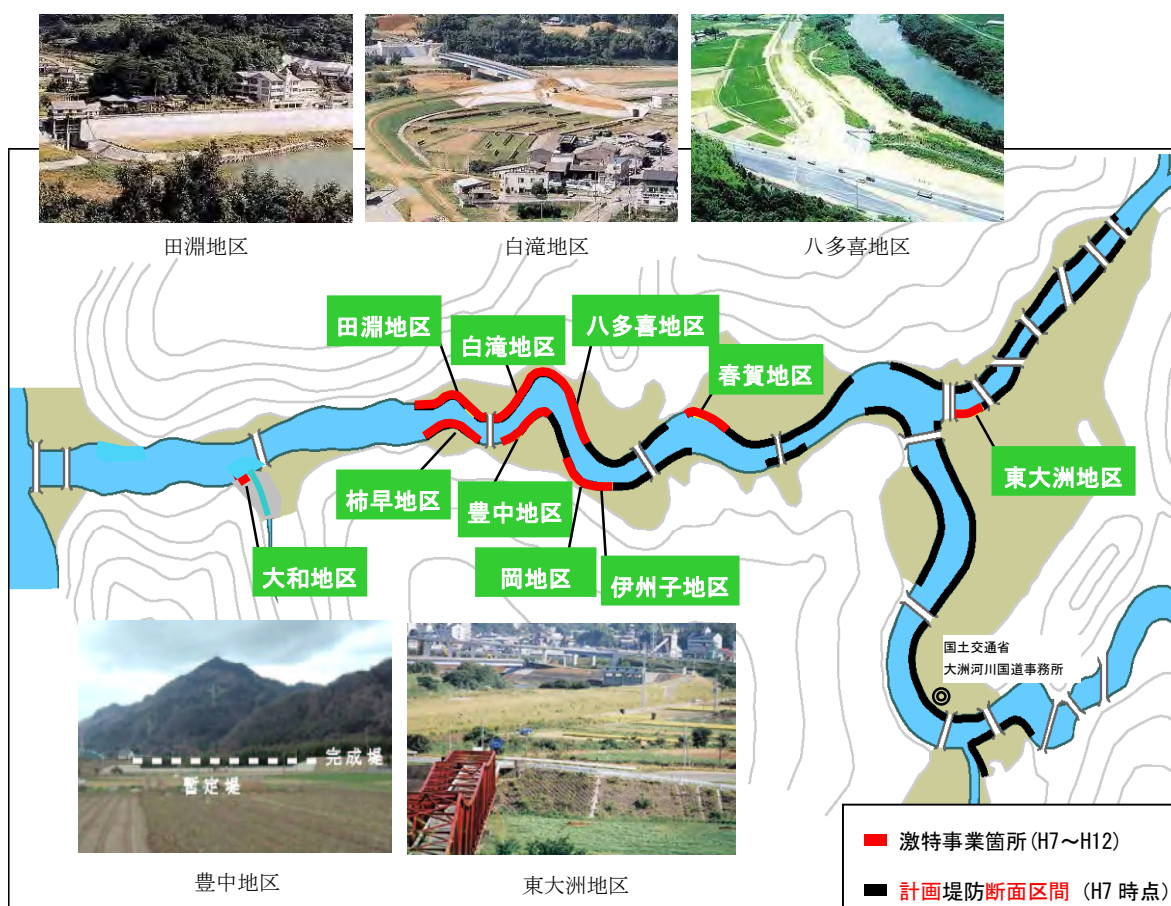 田淵地区
白滝地区
八多喜地区
田淵地区
白滝地区
八多喜地区
春賀地区
東大洲地区
柿早地区
豊中地区
大和地区
岡地区
伊州子地区
国土交通省
大洲河川国道事務所
完成堤
暫定堤
豊中地区
東大洲地区
激特事業箇所(H7～H12)
計画堤防断面区間 (H7時点)